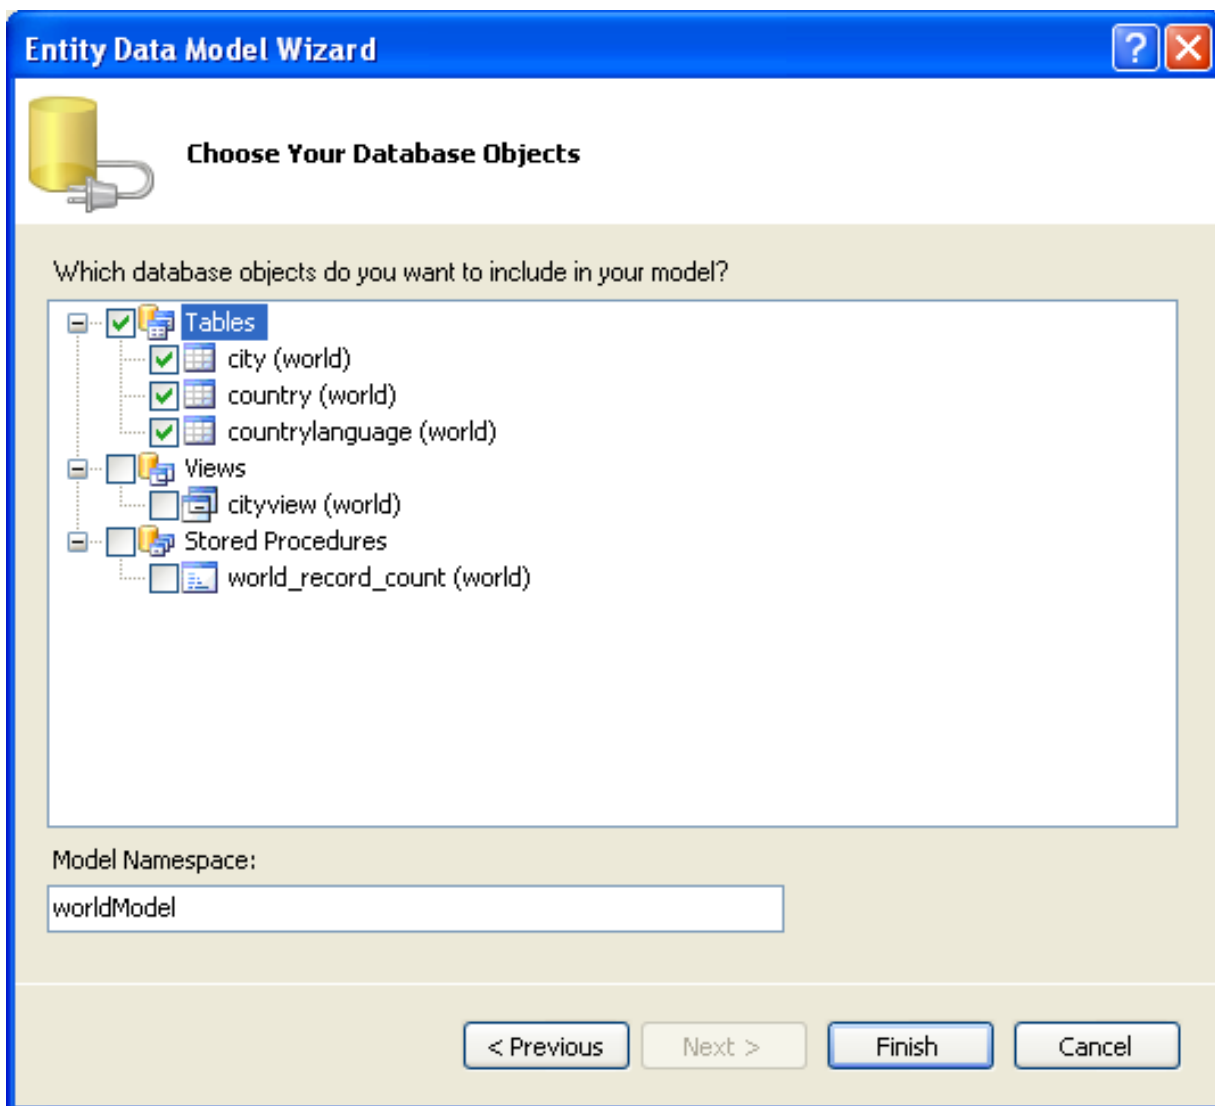 Entity Data Model Wizard
?
Choose Your Database Objects
Which database objects do you want to include in your model?
Tables
city (world)
country (world)
countrylanguage (world)
Views
cityview (world)
Stored Procedures
world_record_count (world)
Model Namespace:
worldModel
< Previous Next > Finish Cancel